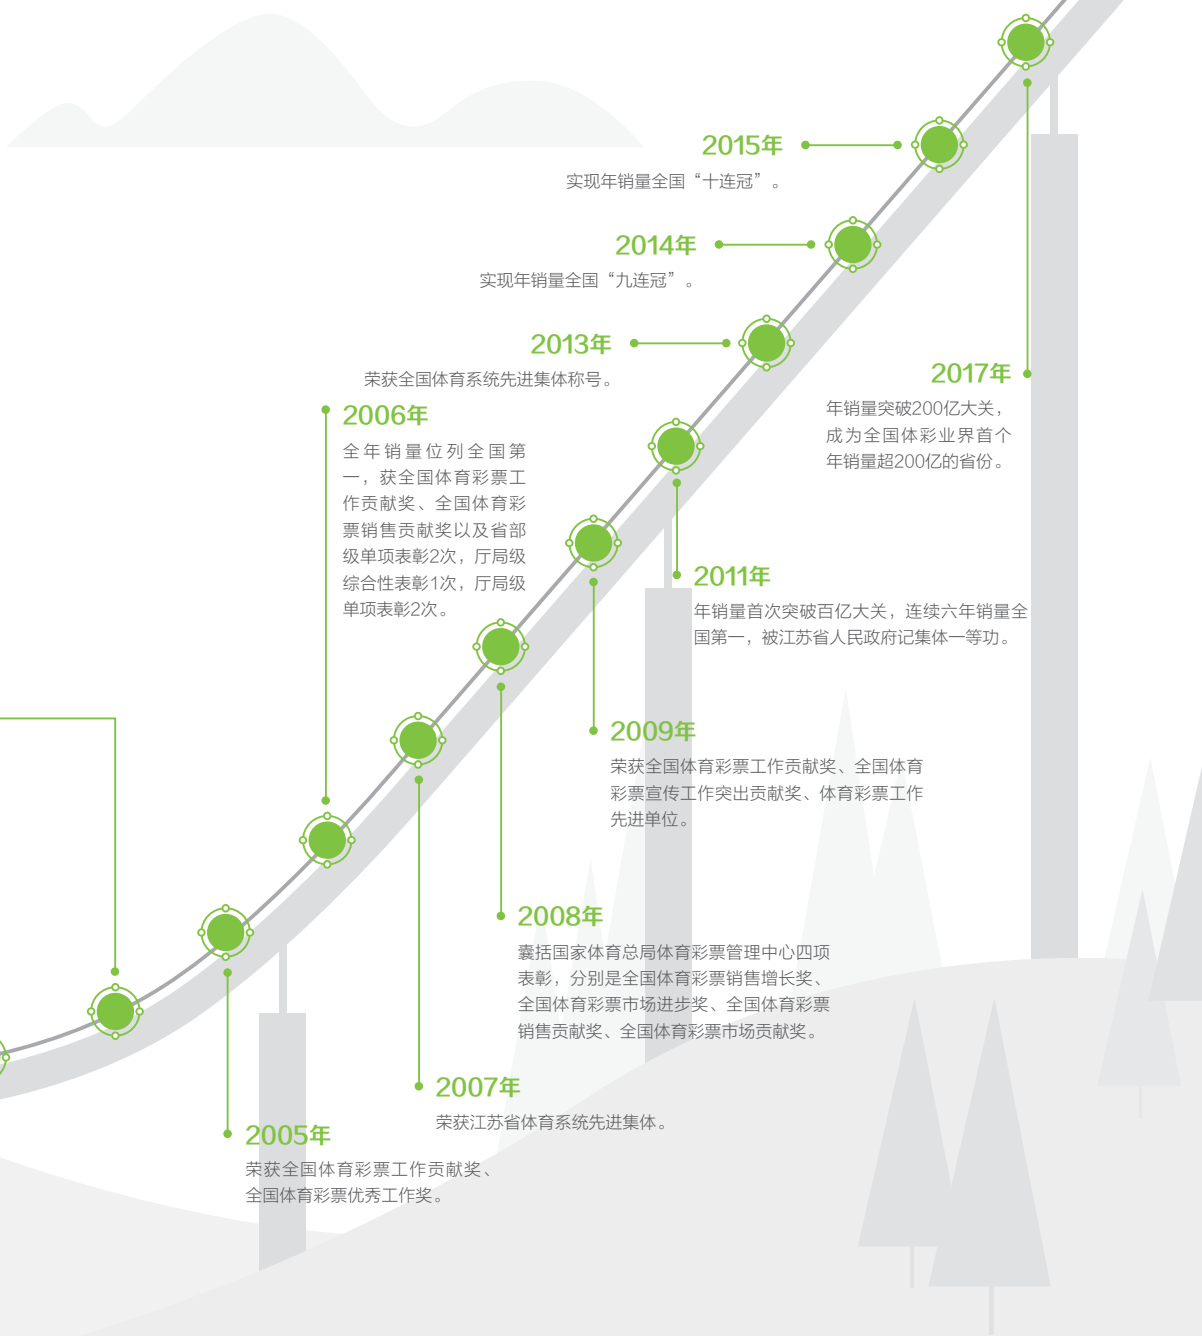 2015年
实现年销量全国“十连冠”。
2014年
实现年销量全国“九连冠”。
2013年
荣获全国体育系统先进集体称号。
2017年
年销量突破200亿大关，
成为全国体彩业界首个
年销量超200亿的省份。
2006年
全年销量位列全国第
一，获全国体育彩票工
作贡献奖、全国体育彩
票销售贡献奖以及省部
级单项表彰2次，厅局级
综合性表彰1次，厅局级
单项表彰2次。
2011年
年销量首次突破百亿大关，连续六年销量全
国第一，被江苏省人民政府记集体一等功。
2009年
荣获全国体育彩票工作贡献奖、全国体育
彩票宣传工作突出贡献奖、体育彩票工作
先进单位。
2008年
囊括国家体育总局体育彩票管理中心四项
表彰，分别是全国体育彩票销售增长奖、
全国体育彩票市场进步奖、全国体育彩票
销售贡献奖、全国体育彩票市场贡献奖。
2007年
荣获江苏省体育系统先进集体。
2005年
荣获全国体育彩票工作贡献奖、
全国体育彩票优秀工作奖。